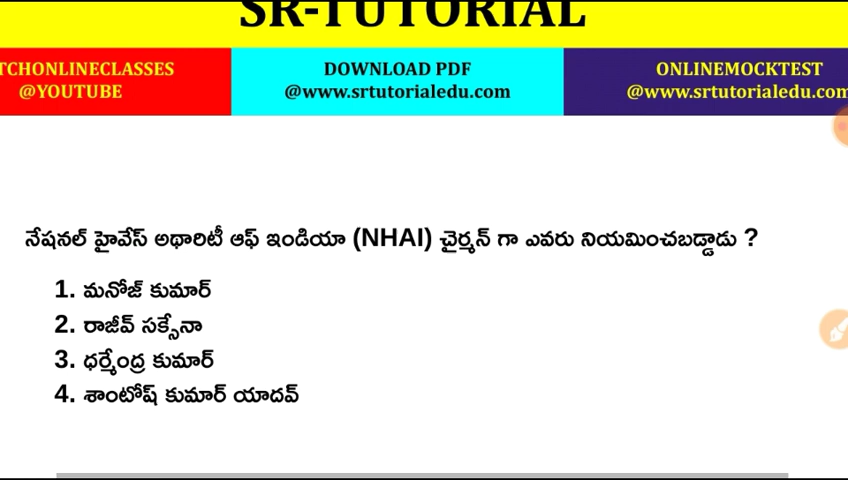 SR-TUTORIAL
TCHONLINECLASSES
@YOUTUBE
DOWNLOAD PDF
@www.srtutorialedu.com
ONLINEMOCKTEST
@www.srtutorialedu.com
నేషనల్ హైవేస్ అథారిటీ ఆఫ్ ఇండియా (NHAI) చైర్మన్ గా ఎవరు నియమించబడ్డాడు ?
1. మనోజ్ కుమార్
2. రాజీవ్ సక్సేనా
3. ధర్మేంద్ర కుమార్
4. శాంటోష్ కుమార్ యాదవ్